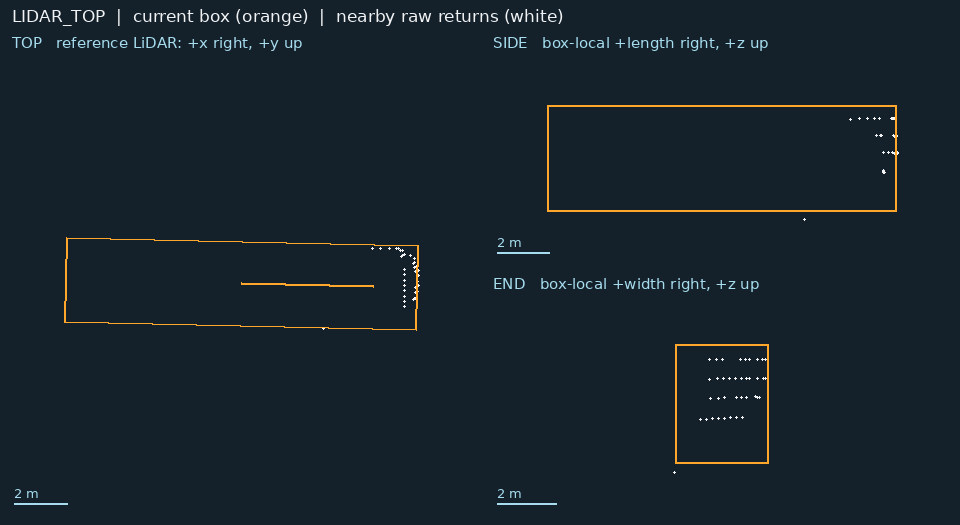 LIDAR_TOP  |  current box (orange)  |  nearby raw returns (white)
TOP   reference LiDAR: +x right, +y up
SIDE   box-local +length right, +z up
2 m
END   box-local +width right, +z up
2 m
2 m